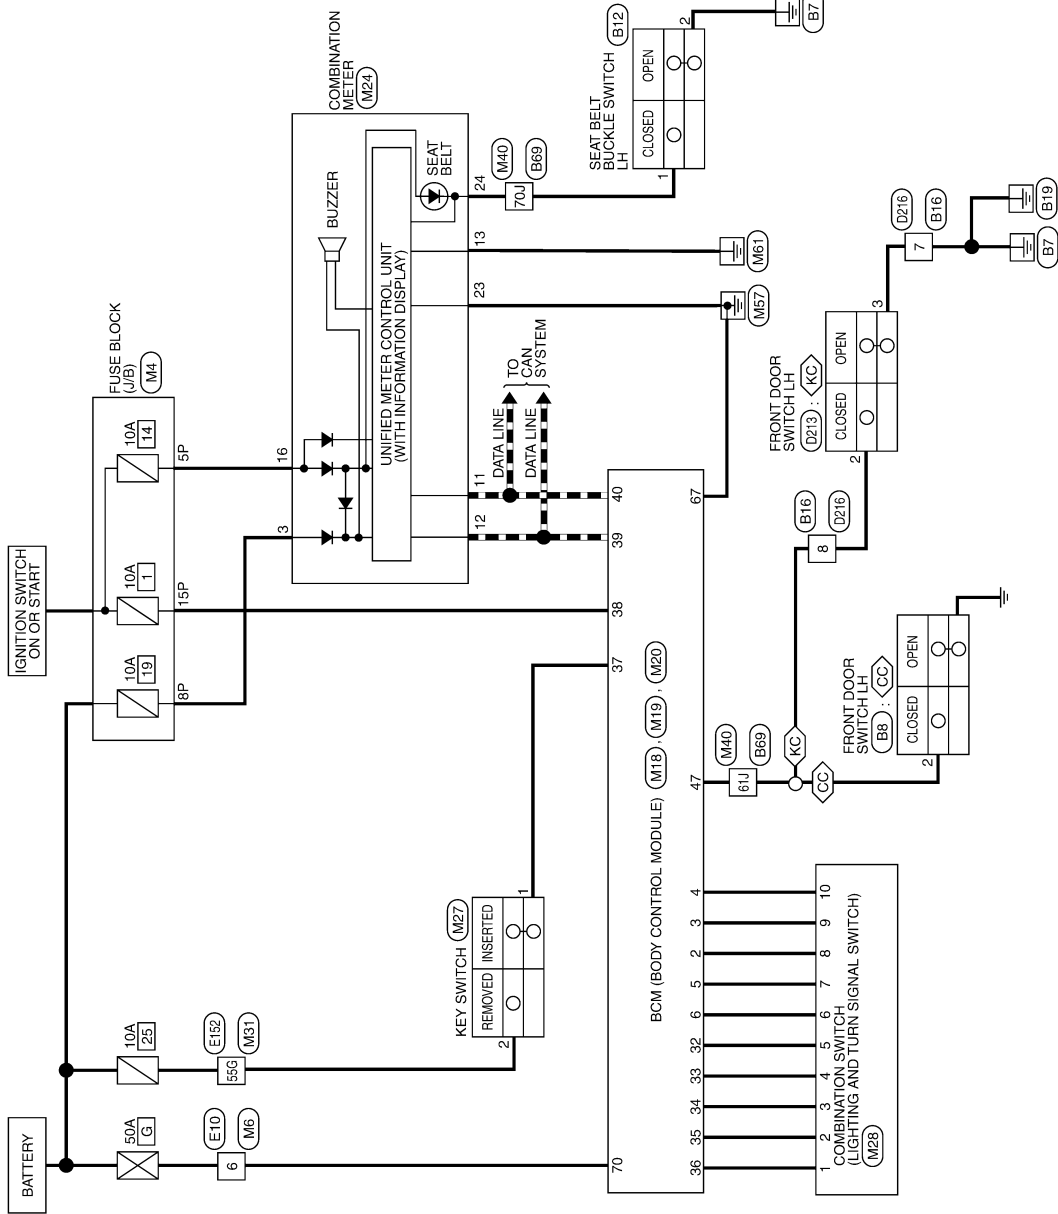 BATTERY
IGNITION SWITCH
ON OR START
50A
G
10A
25
10A
19
10A
1
10A
14
FUSE BLOCK
(J/B)
M4
8P
15P
5P
6
E10
M6
55G
E152
M31
KEY SWITCH
M27
REMOVED
INSERTED
2
1
3
16
COMBINATION
METER
M24
BUZZER
UNIFIED METER CONTROL UNIT
(WITH INFORMATION DISPLAY)
SEAT
BELT
12
11
23
13
24
DATA LINE
DATA LINE
TO
CAN
SYSTEM
70J
M40
B69
M57
M61
SEAT BELT
BUCKLE SWITCH
LH
B12
CLOSED
OPEN
1
2
B7
70
37
38
39
40
BCM (BODY CONTROL MODULE)
M18
,
M19
,
M20
36
35
34
33
32
6
5
2
3
4
47
67
1
2
3
4
5
6
7
8
9
10
COMBINATION SWITCH
(LIGHTING AND TURN SIGNAL SWITCH)
M28
61J
M40
B69
KC
CC
FRONT DOOR
SWITCH LH
B8
:
CC
CLOSED
OPEN
2
8
B16
D216
FRONT DOOR
SWITCH LH
D213
:
KC
CLOSED
OPEN
2
3
7
D216
B16
B7
B19